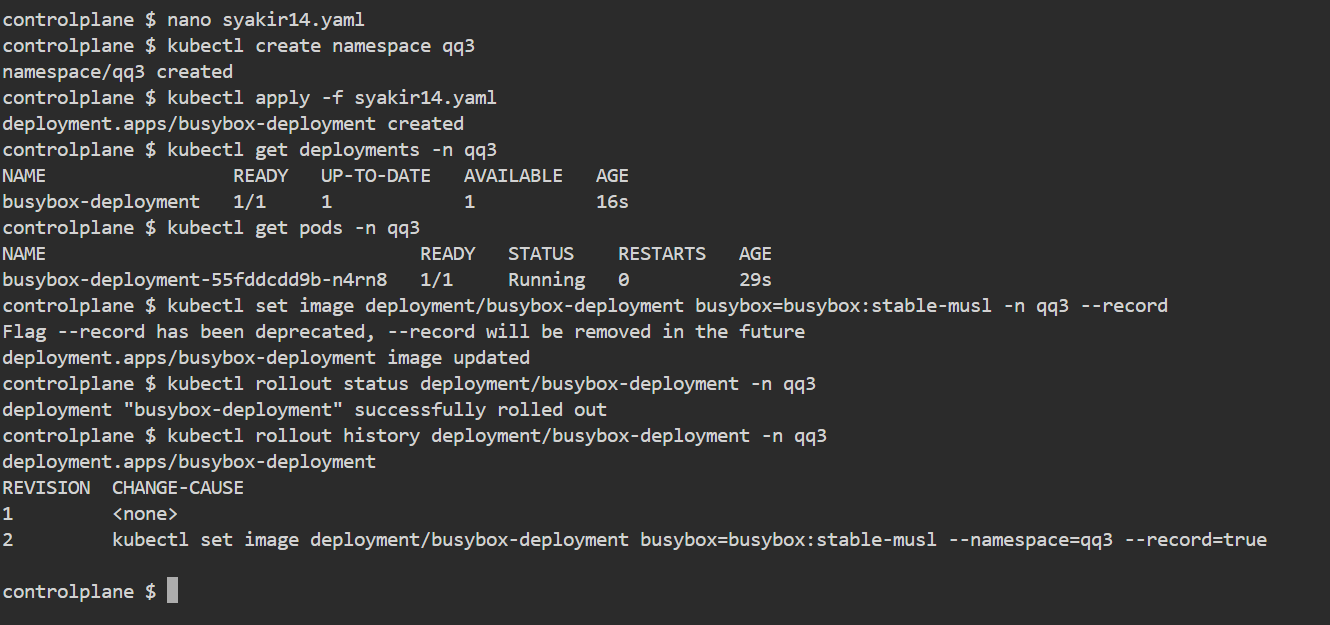 controlplane $ nano syakir14.yaml
controlplane $ kubectl create namespace qq3
namespace/qq3 created
controlplane $ kubectl apply -f syakir14.yaml
deployment.apps/busybox-deployment created
controlplane $ kubectl get deployments -n qq3
NAME                 READY   UP-TO-DATE   AVAILABLE   AGE
busybox-deployment   1/1     1            1           16s
controlplane $ kubectl get pods -n qq3
NAME                                  READY   STATUS    RESTARTS   AGE
busybox-deployment-55fddcdd9b-n4rn8   1/1     Running   0          29s
controlplane $ kubectl set image deployment/busybox-deployment busybox=busybox:stable-musl -n qq3 --record
Flag --record has been deprecated, --record will be removed in the future
deployment.apps/busybox-deployment image updated
controlplane $ kubectl rollout status deployment/busybox-deployment -n qq3
deployment "busybox-deployment" successfully rolled out
controlplane $ kubectl rollout history deployment/busybox-deployment -n qq3
deployment.apps/busybox-deployment
REVISION  CHANGE-CAUSE
1         <none>
2         kubectl set image deployment/busybox-deployment busybox=busybox:stable-musl --namespace=qq3 --record=true
controlplane $